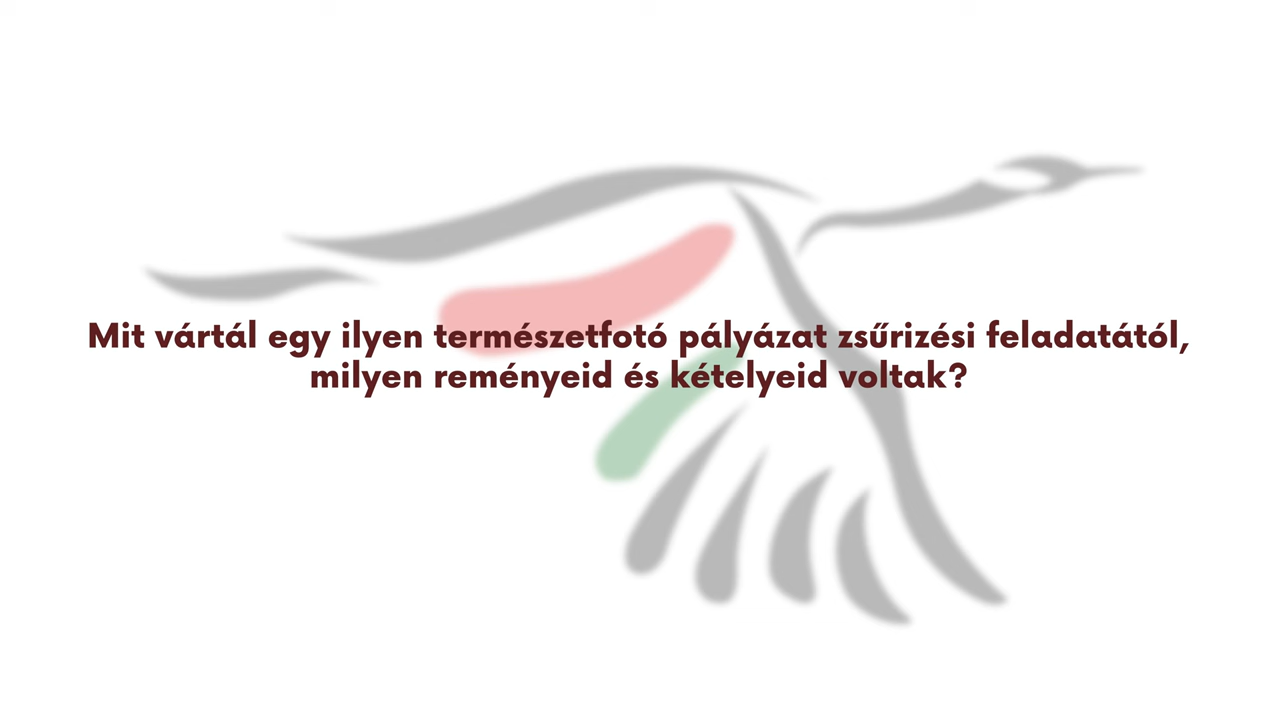 Mit vártál egy ilyen természetfotó pályázat zsűrizési feladatától,
milyen reményeid és kételyeid voltak?